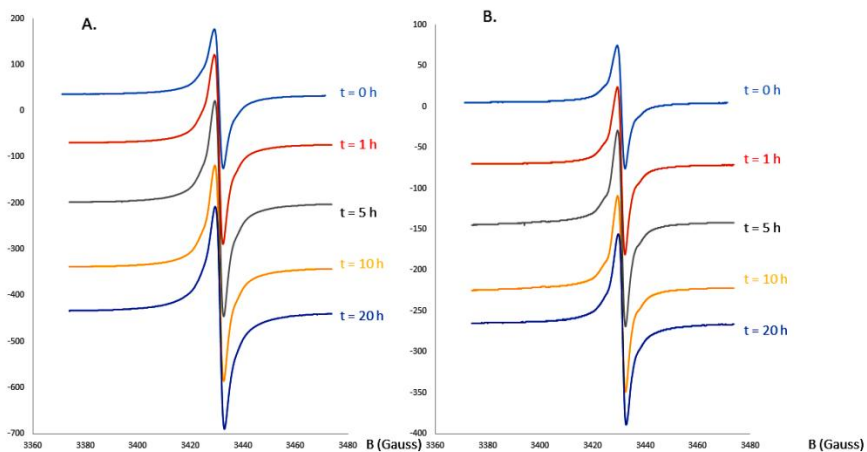 A.
200
100
0
-100
-200
-300
-400
-500
-600
-700
t = 0 h
t = 1 h
t = 5 h
t = 10 h
t = 20 h
3360 3380 3400 3420 3440 3460 3480 B (Gauss)
B.
100
50
0
-50
-100
-150
-200
-250
-300
-350
-400
t = 0 h
t = 1 h
t = 5 h
t = 10 h
t = 20 h
3360 3380 3400 3420 3440 3460 3480 B (Gauss)